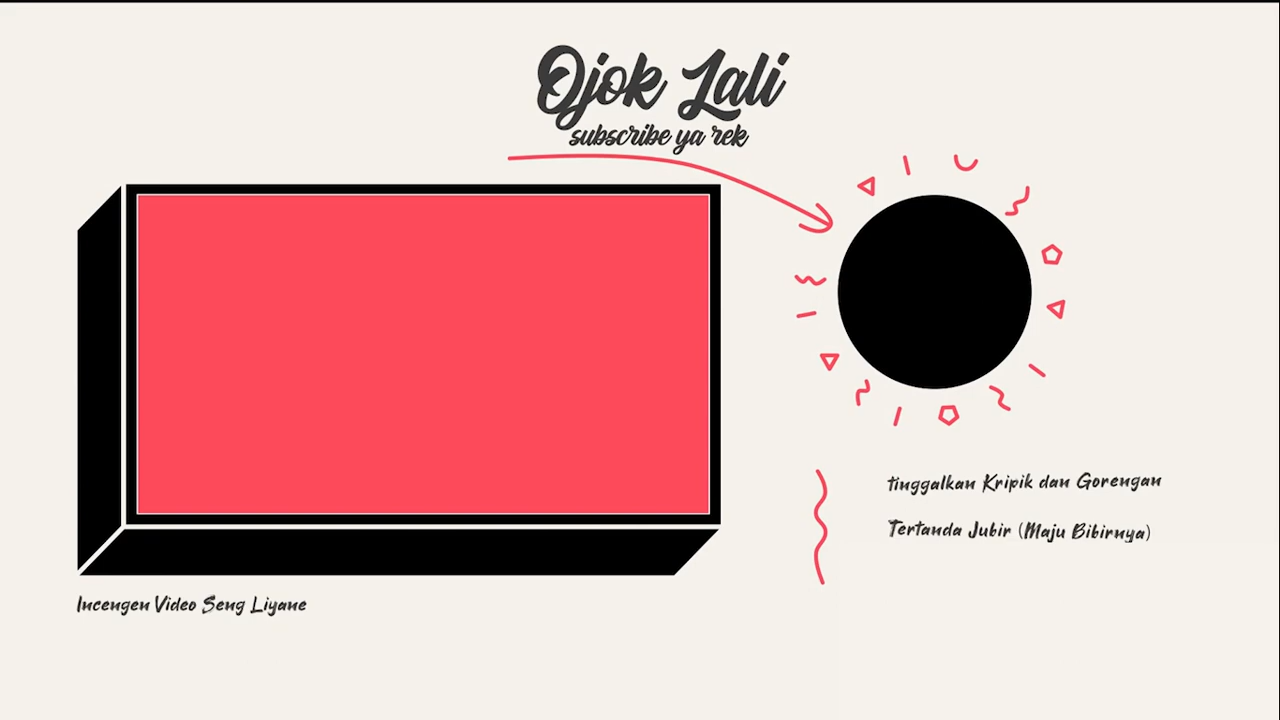 Ojok Lali
subscribe ya rek
tinggalkan Kripik dan Gorengan
Tertanda Jubir (Maju Bibirnya)
Incengen Video Seng Liyane